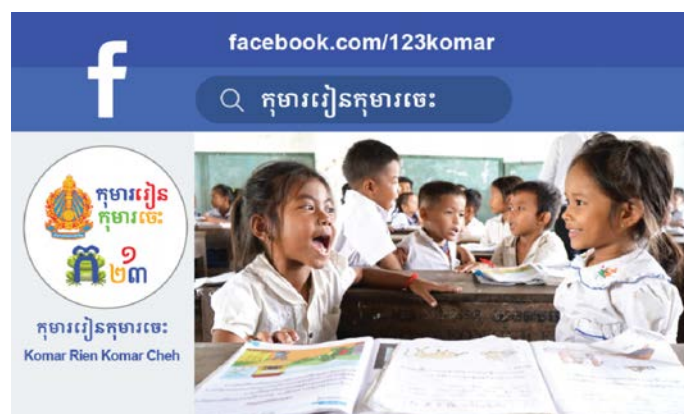 f
facebook.com/123komar
កុមាររៀនកុមារចេះ
កុមាររៀន
កុមារចេះ
ក ១២៣
កុមាររៀនកុមារចេះ
Komar Rien Komar Cheh